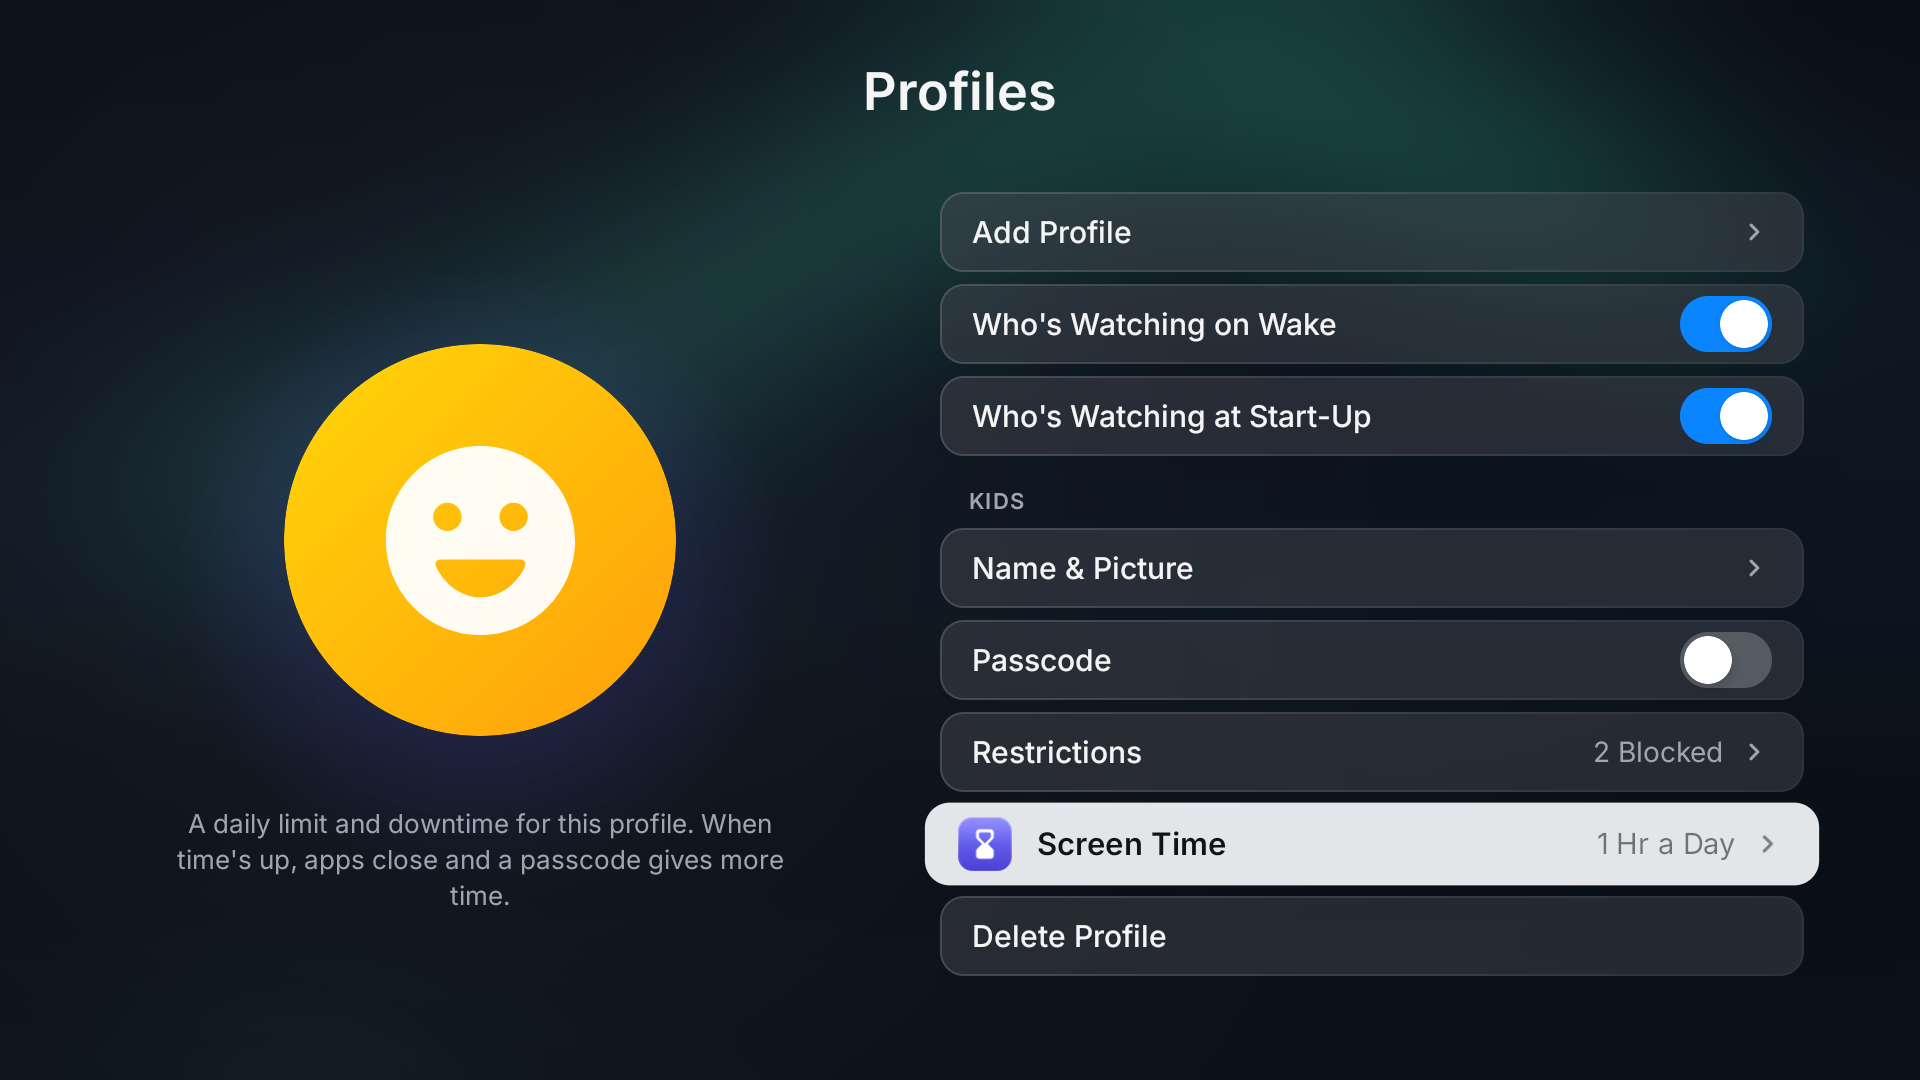 Profiles
Add Profile
Who's Watching on Wake
Who's Watching at Start-Up
KIDS
Name & Picture
Passcode
Restrictions 2 Blocked
Screen Time 1 Hr a Day
Delete Profile
A daily limit and downtime for this profile. When
time's up, apps close and a passcode gives more
time.